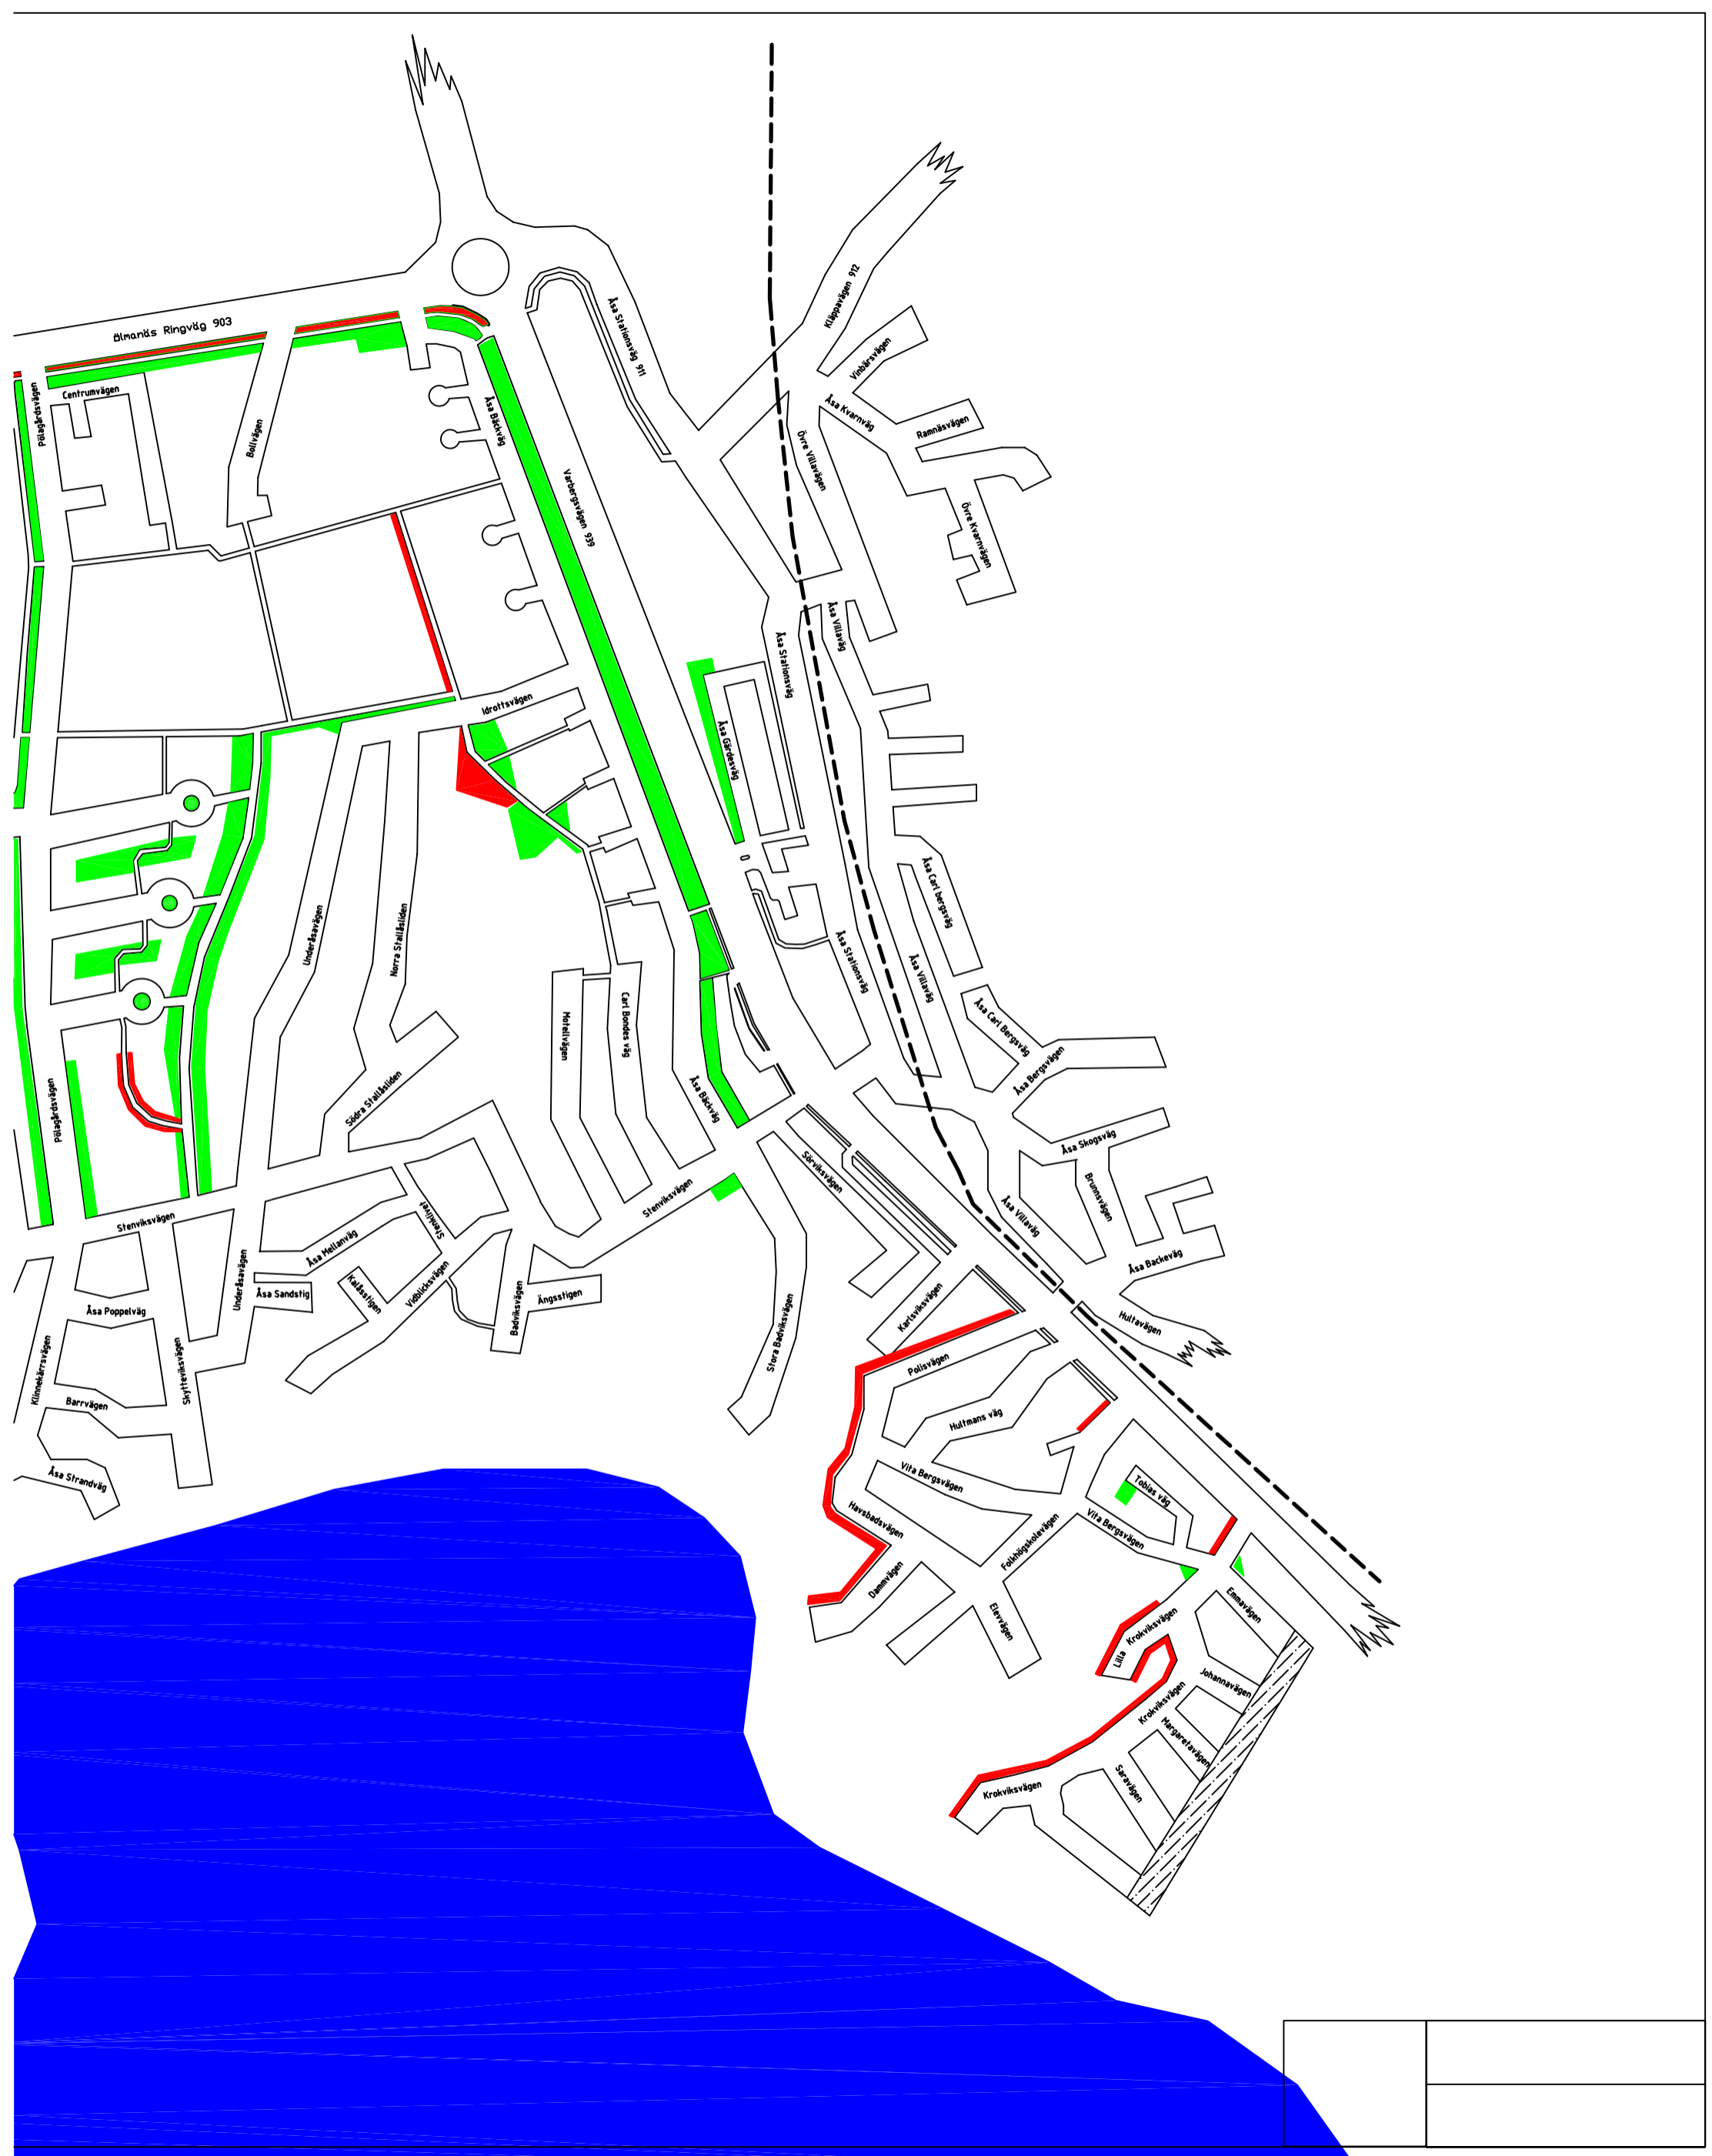 Ölmanäs Ringväg 903
Åsa Stationsväg 911
Kläppavägen 912
Vinbärsvägen
Åsa Kvarnväg
Ramnäsvägen
Övre Villavägen
Övre Kvarnvägen
Pölagårdsvägen
Centrumvägen
Bollvägen
Åsa Bäckväg
Varbergsvägen 939
Åsa Stationsväg
Åsa Villaväg
Idrottsvägen
Åsa Gärdesväg
Underåsavägen
Norra Stallåsliden
Åsa Carl bergsväg
Åsa Stationsväg
Åsa Villaväg
Motellvägen
Carl Bondes väg
Åsa Carl Bergsväg
Åsa Bergsvägen
Pölagårdsvägen
Södra Stallåsliden
Åsa Bäckväg
Åsa Skogsväg
Sörviksvägen
Brunnsvägen
Stenviksvägen
Stenviksvägen
Stenklivet
Åsa Villaväg
Åsa Mellanväg
Åsa Backeväg
Underåsavägen
Åsa Sandstig
Kalåsstigen
Vidblicksvägen
Badviksvägen
Ängsstigen
Karlsviksvägen
Hultavägen
Åsa Poppelväg
Stora Badviksvägen
Klinnekärrsvägen
Skytteviksvägen
Polisvägen
Barrvägen
Hultmans väg
Åsa Strandväg
Vita Bergsvägen
Tobias väg
Havsbadsvägen
Folkhögskolevägen
Vita Bergsvägen
Dammvägen
Elevvägen
Emmavägen
Lilla Krokviksvägen
Johannavägen
Krokviksvägen
Margaretavägen
Saravägen
Krokviksvägen